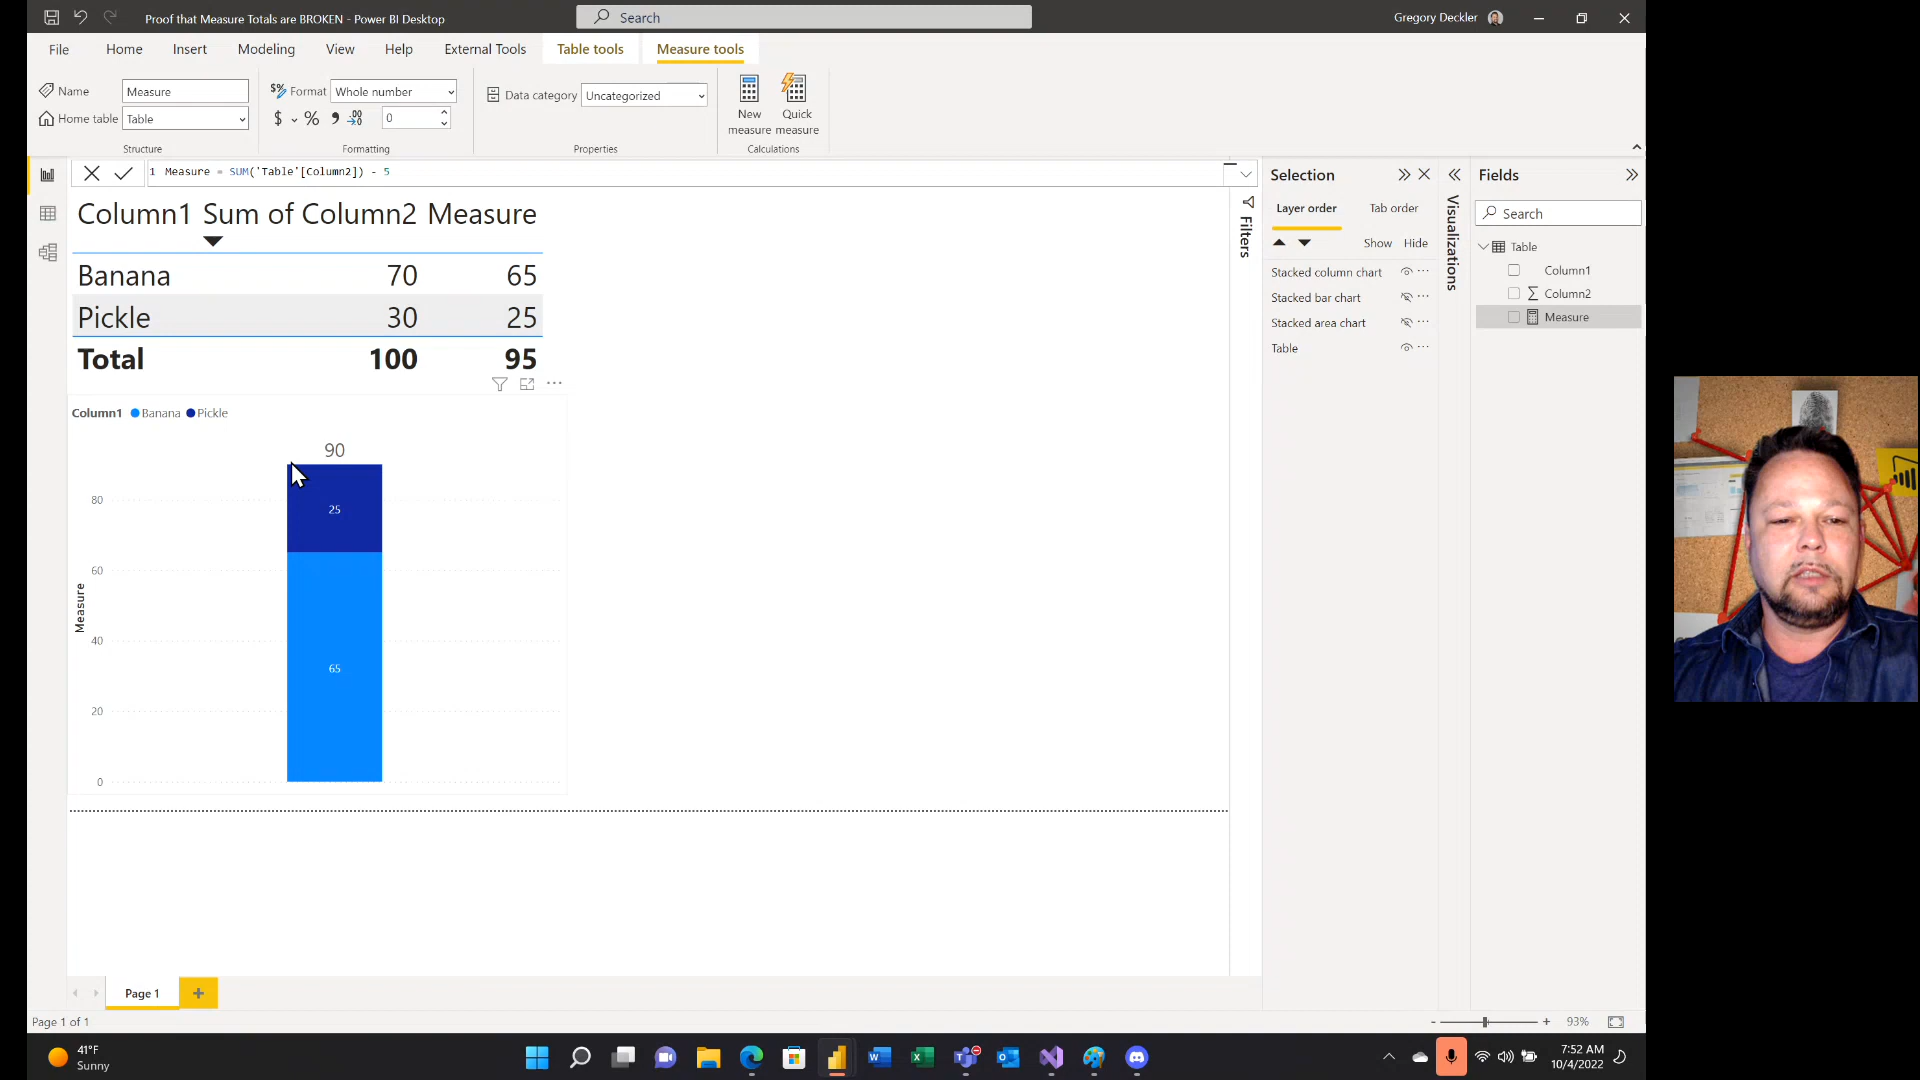 Proof that Measure Totals are BROKEN - Power BI Desktop
Search
Gregory Deckler
File Home Insert Modeling View Help External Tools Table tools Measure tools
Name Measure
Home table Table
Structure
Format Whole number
$ % 0
Formatting
Data category Uncategorized
Properties
New measure
Quick measure
Calculations
1 Measure = SUM('Table'[Column2]) - 5
Column1 Sum of Column2 Measure
Banana 70 65
Pickle 30 25
Total 100 95
Column1 Banana Pickle
90
25
65
80
60
40
20
0
Measure
Filters
Selection
Layer order Tab order
Show Hide
Stacked column chart
Stacked bar chart
Stacked area chart
Table
Visualizations
Fields
Search
Table
Column1
Column2
Measure
Page 1
Page 1 of 1
- + 93%
41°F
Sunny
7:52 AM
10/4/2022